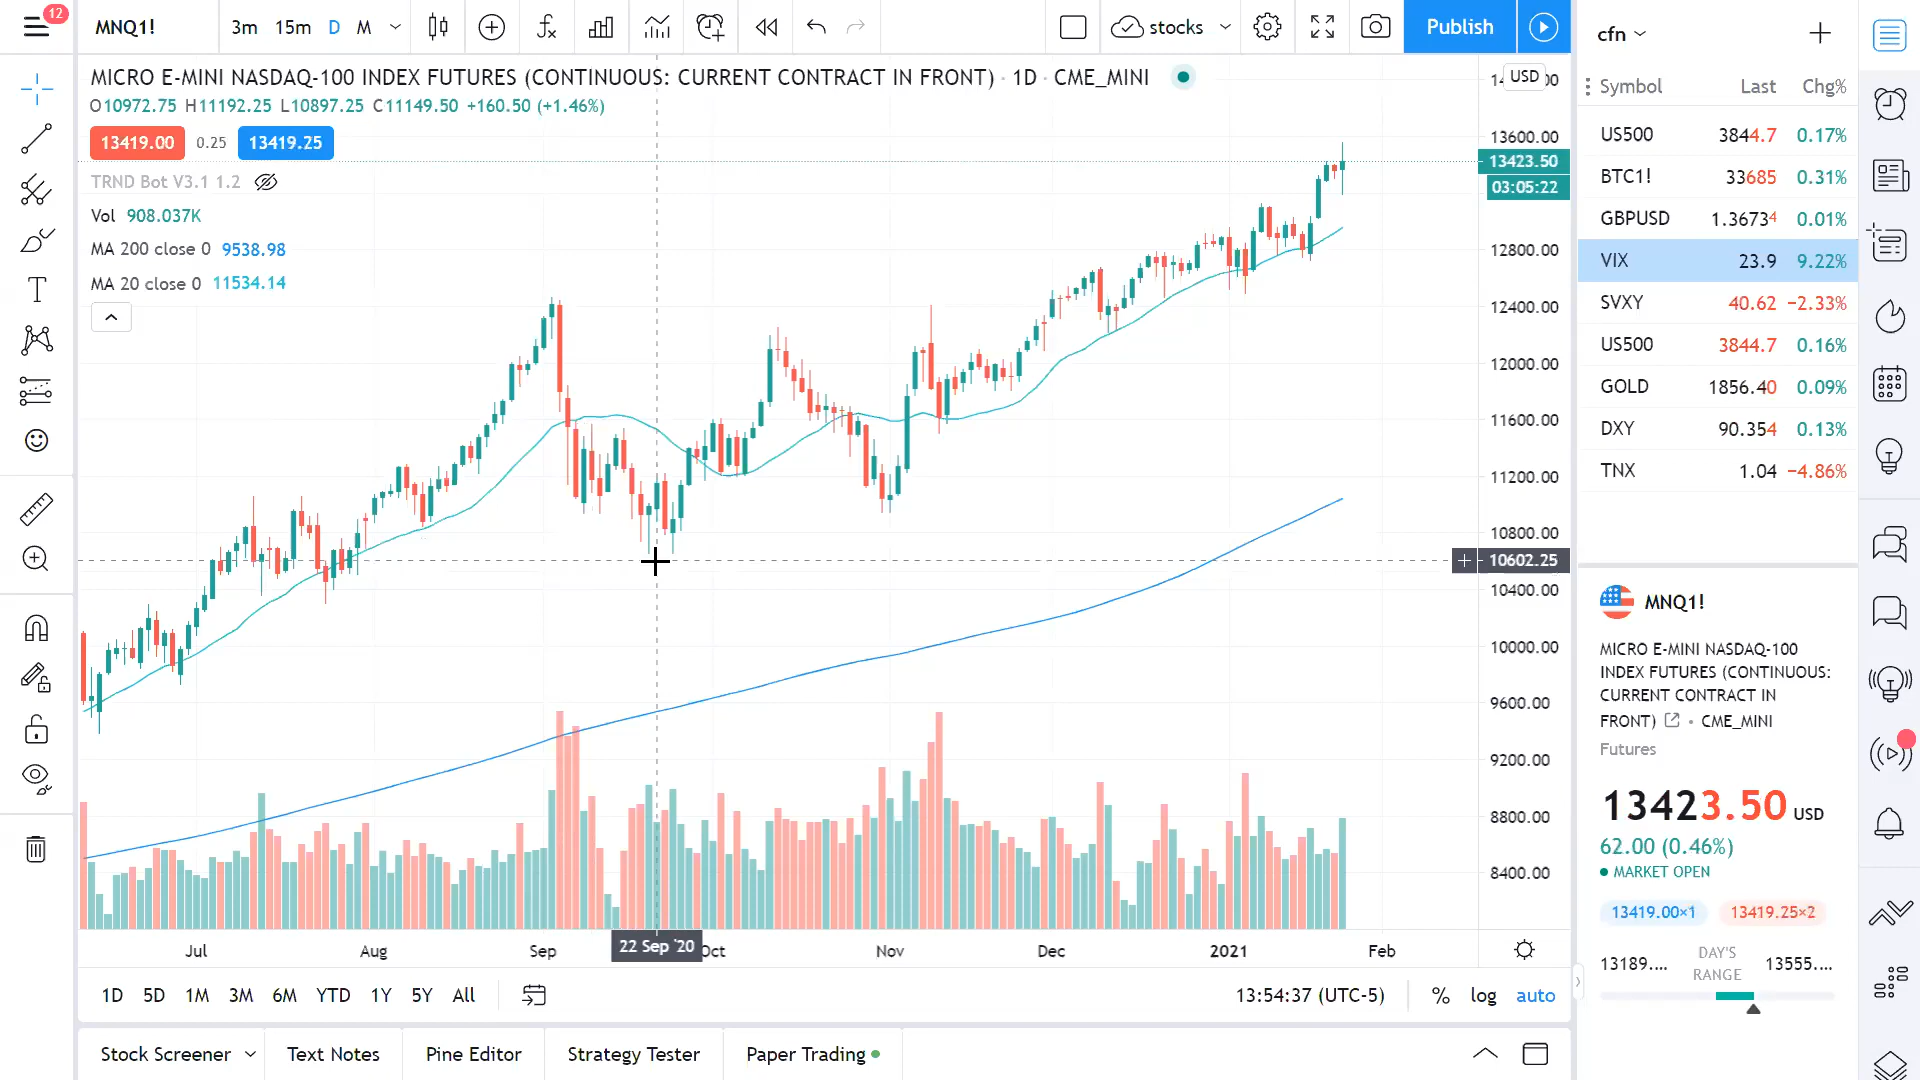 12
MNQ1!
3m 15m D M
stocks
Publish
MICRO E-MINI NASDAQ-100 INDEX FUTURES (CONTINUOUS: CURRENT CONTRACT IN FRONT) · 1D · CME_MINI
O10972.75 H11192.25 L10897.25 C11149.50 +160.50 (+1.46%)
13419.00 0.25 13419.25
TRND Bot V3.1 1.2
Vol 908.037K
MA 200 close 0 9538.98
MA 20 close 0 11534.14
USD
13600.00
13423.50
03:05:22
12800.00
12400.00
12000.00
11600.00
11200.00
10800.00
10602.25
10400.00
10000.00
9600.00
9200.00
8800.00
8400.00
Jul Aug Sep 22 Sep '20 Oct Nov Dec 2021 Feb
1D 5D 1M 3M 6M YTD 1Y 5Y All
13:54:37 (UTC-5) % log auto
Stock Screener Text Notes Pine Editor Strategy Tester Paper Trading
cfn
Symbol Last Chg%
US500 3844.7 0.17%
BTC1! 33685 0.31%
GBPUSD 1.36734 0.01%
VIX 23.9 9.22%
SVXY 40.62 −2.33%
US500 3844.7 0.16%
GOLD 1856.40 0.09%
DXY 90.354 0.13%
TNX 1.04 −4.86%
MNQ1!
MICRO E-MINI NASDAQ-100
INDEX FUTURES (CONTINUOUS:
CURRENT CONTRACT IN
FRONT) • CME_MINI
Futures
13423.50 USD
62.00 (0.46%)
MARKET OPEN
13419.00×1 13419.25×2
13189.... DAY'S 13555....
RANGE